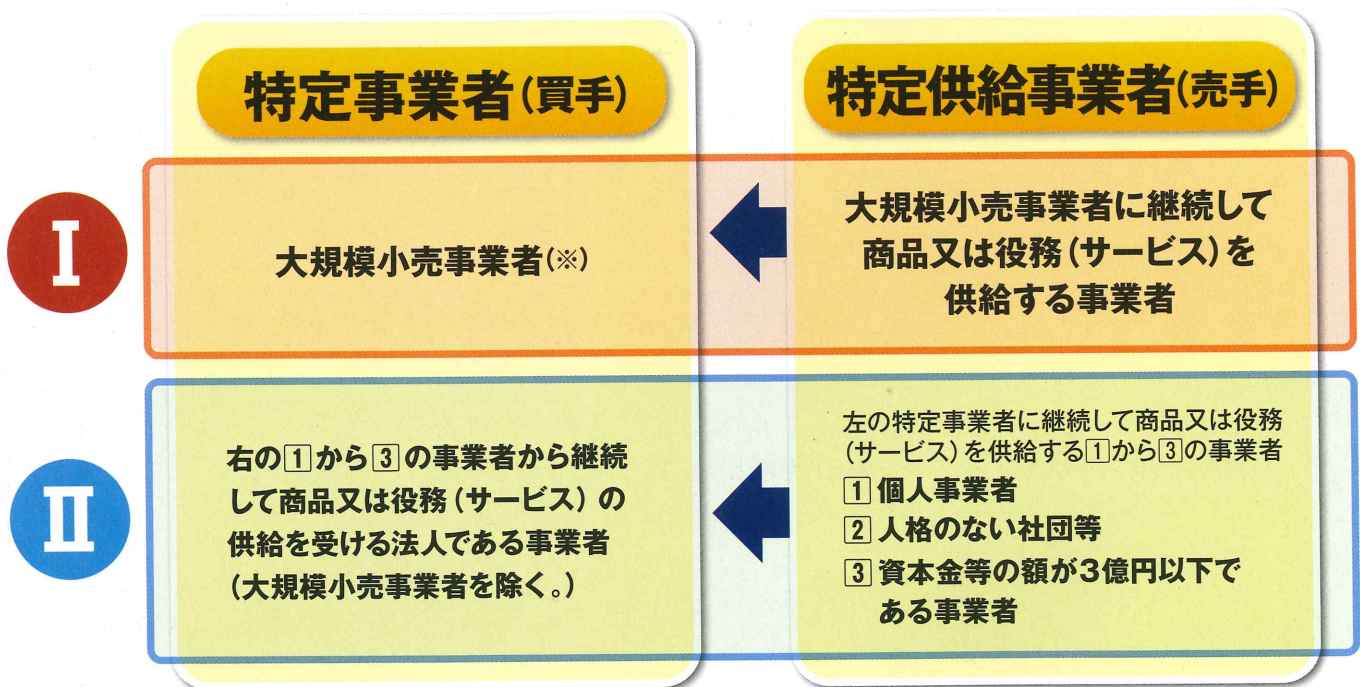 特定事業者(買手)
特定供給事業者(売手)
Ⅰ
大規模小売事業者(※)
大規模小売事業者に継続して
商品又は役務(サービス)を
供給する事業者
Ⅱ
右の1から3の事業者から継続
して商品又は役務(サービス)の
供給を受ける法人である事業者
(大規模小売事業者を除く。)
左の特定事業者に継続して商品又は役務
(サービス)を供給する1から3の事業者
1 個人事業者
2 人格のない社団等
3 資本金等の額が3億円以下で
ある事業者